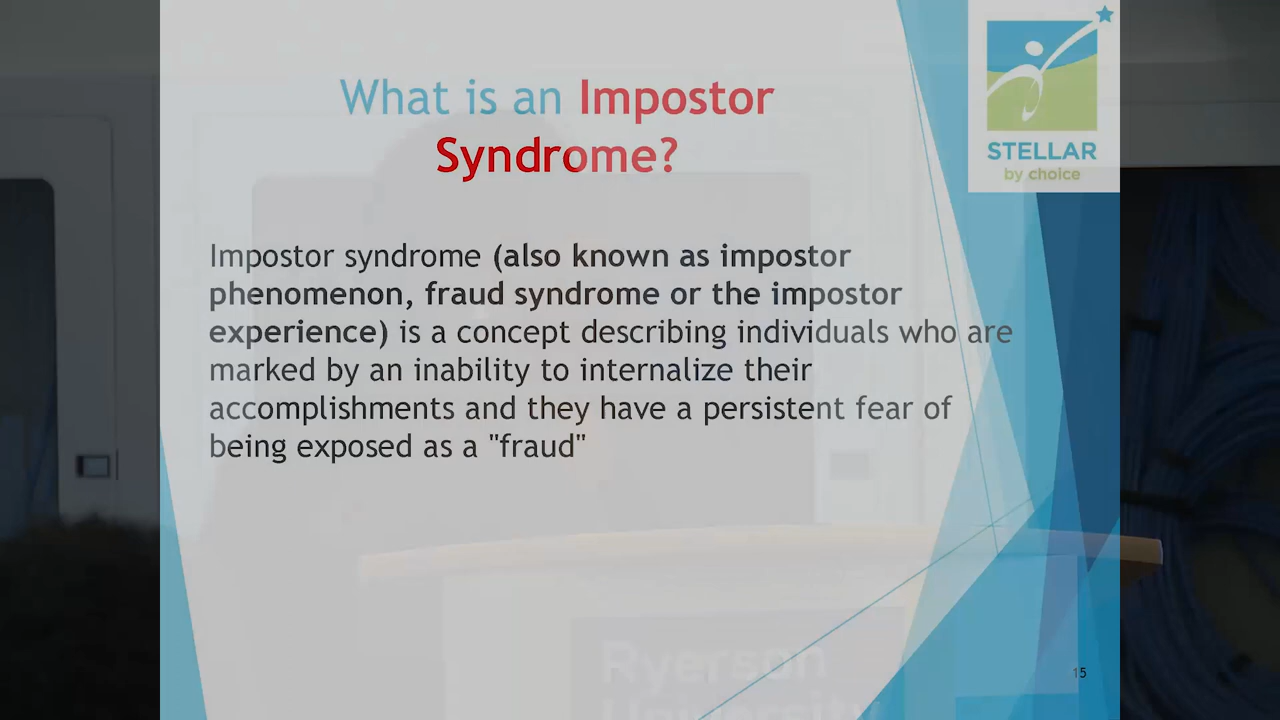 What is an Impostor
Syndrome?
STELLAR
by choice
Impostor syndrome (also known as impostor
phenomenon, fraud syndrome or the impostor
experience) is a concept describing individuals who are
marked by an inability to internalize their
accomplishments and they have a persistent fear of
being exposed as a "fraud"
Ryerson
University
15